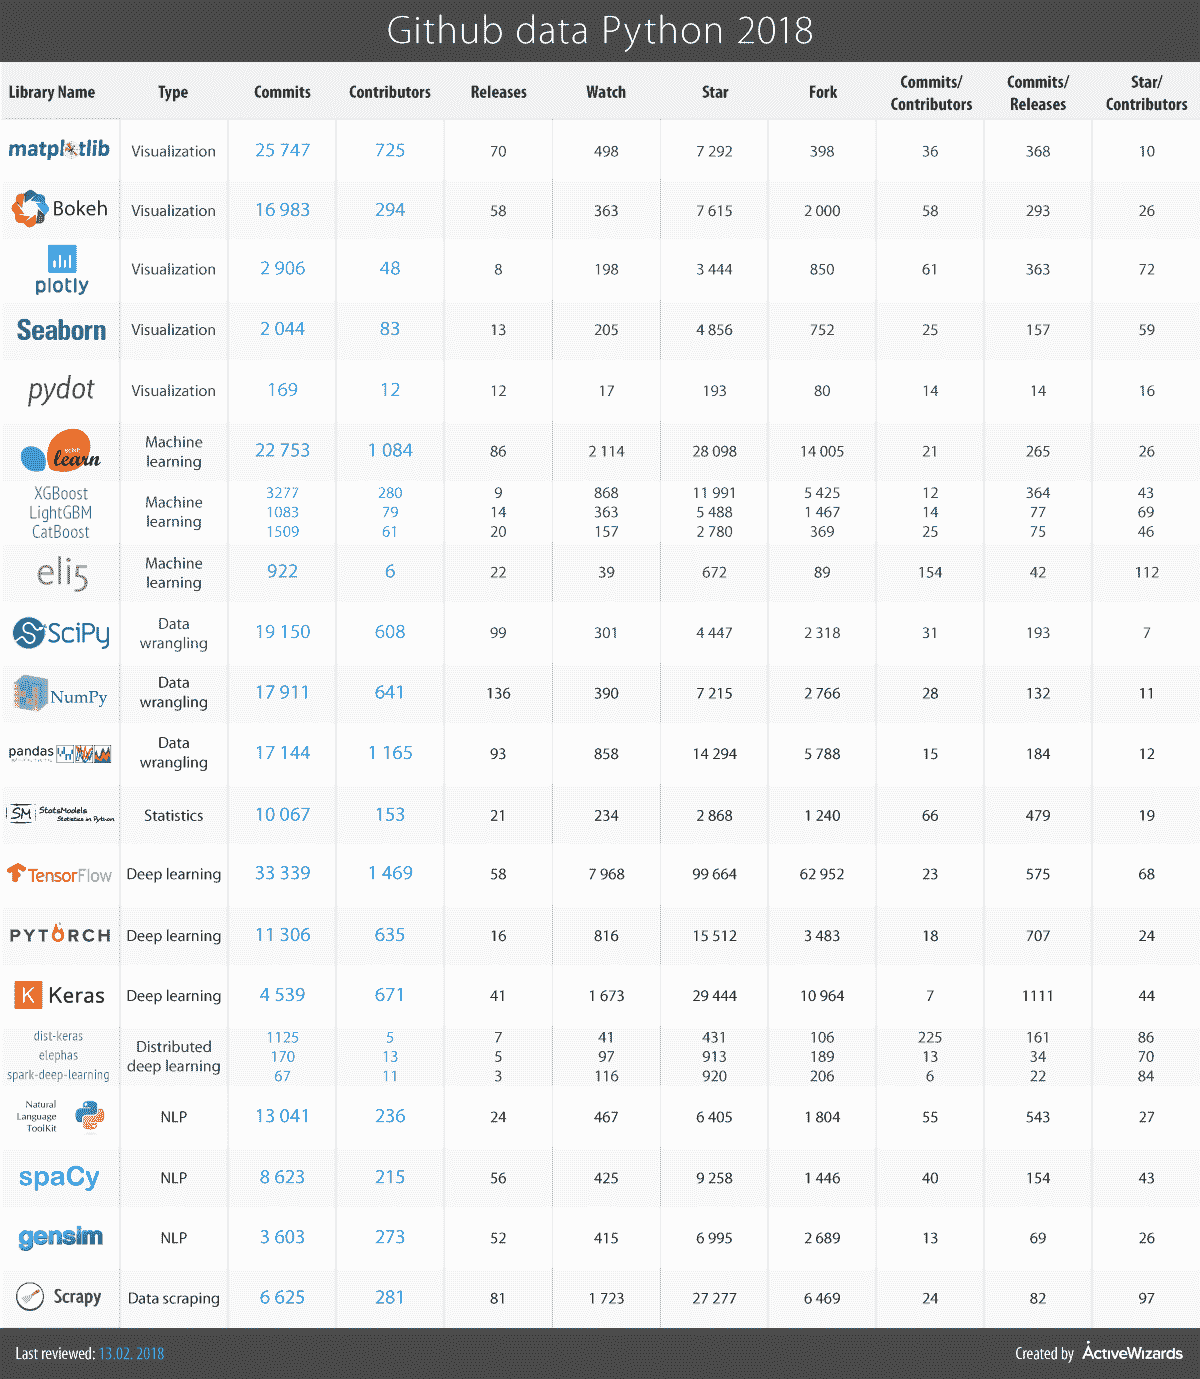 Github data Python 2018
Library Name Type Commits Contributors Releases Watch Star Fork Commits/ Contributors Commits/ Releases Star/ Contributors
matplotlib Visualization 25 747 725 70 498 7 292 398 36 368 10
Bokeh Visualization 16 983 294 58 363 7 615 2 000 58 293 26
plotly Visualization 2 906 48 8 198 3 444 850 61 363 72
Seaborn Visualization 2 044 83 13 205 4 856 752 25 157 59
pydot Visualization 169 12 12 17 193 80 14 14 16
scikit learn Machine learning 22 753 1 084 86 2 114 28 098 14 005 21 265 26
XGBoost Machine learning 3277 280 9 868 11 991 5 425 12 364 43
LightGBM 1083 79 14 363 5 488 1 467 14 77 69
CatBoost 1509 61 20 157 2 780 369 25 75 46
eli5 Machine learning 922 6 22 39 672 89 154 42 112
SciPy Data wrangling 19 150 608 99 301 4 447 2 318 31 193 7
NumPy Data wrangling 17 911 641 136 390 7 215 2 766 28 132 11
pandas Data wrangling 17 144 1 165 93 858 14 294 5 788 15 184 12
SM StatsModels Statistics in Python Statistics 10 067 153 21 234 2 868 1 240 66 479 19
TensorFlow Deep learning 33 339 1 469 58 7 968 99 664 62 952 23 575 68
PYTORCH Deep learning 11 306 635 16 816 15 512 3 483 18 707 24
K Keras Deep learning 4 539 671 41 1 673 29 444 10 964 7 1111 44
dist-keras Distributed deep learning 1125 5 7 41 431 106 225 161 86
elephas 170 13 5 97 913 189 13 34 70
spark-deep-learning 67 11 3 116 920 206 6 22 84
Natural Language ToolKit NLP 13 041 236 24 467 6 405 1 804 55 543 27
spaCy NLP 8 623 215 56 425 9 258 1 446 40 154 43
gensim NLP 3 603 273 52 415 6 995 2 689 13 69 26
Scrapy Data scraping 6 625 281 81 1 723 27 277 6 469 24 82 97
Last reviewed: 13.02. 2018 Created by ActiveWizards